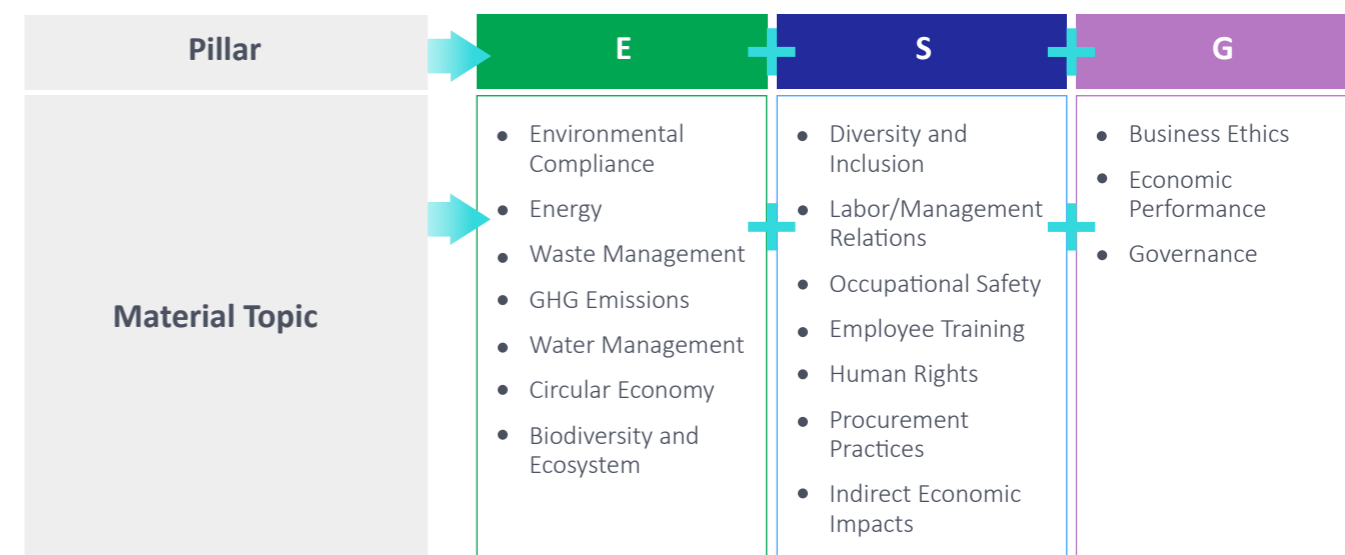 Pillar
E
S
G
Material Topic
Environmental
Compliance
Energy
Waste Management
GHG Emissions
Water Management
Circular Economy
Biodiversity and
Ecosystem
Diversity and
Inclusion
Labor/Management
Relations
Occupational Safety
Employee Training
Human Rights
Procurement
Practices
Indirect Economic
Impacts
Business Ethics
Economic
Performance
Governance